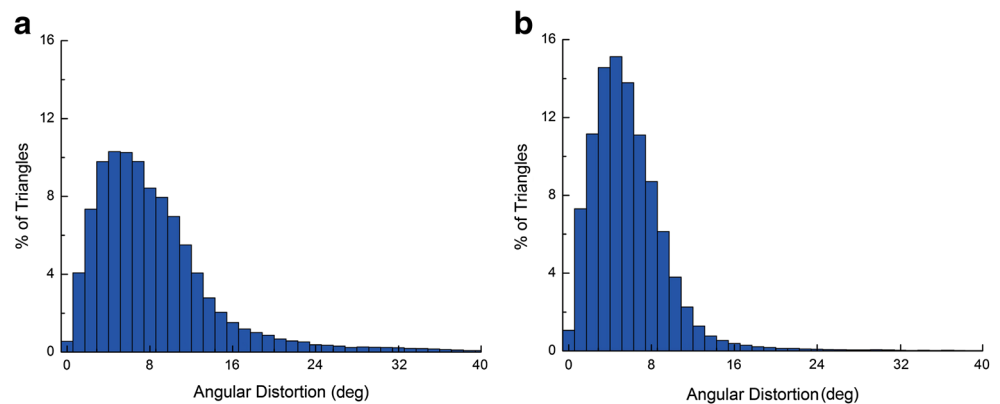 a
16
12
8
4
0
% of Triangles
0 8 16 24 32 40
Angular Distortion (deg)
b
16
12
8
4
0
% of Triangles
0 8 16 24 32 40
Angular Distortion(deg)